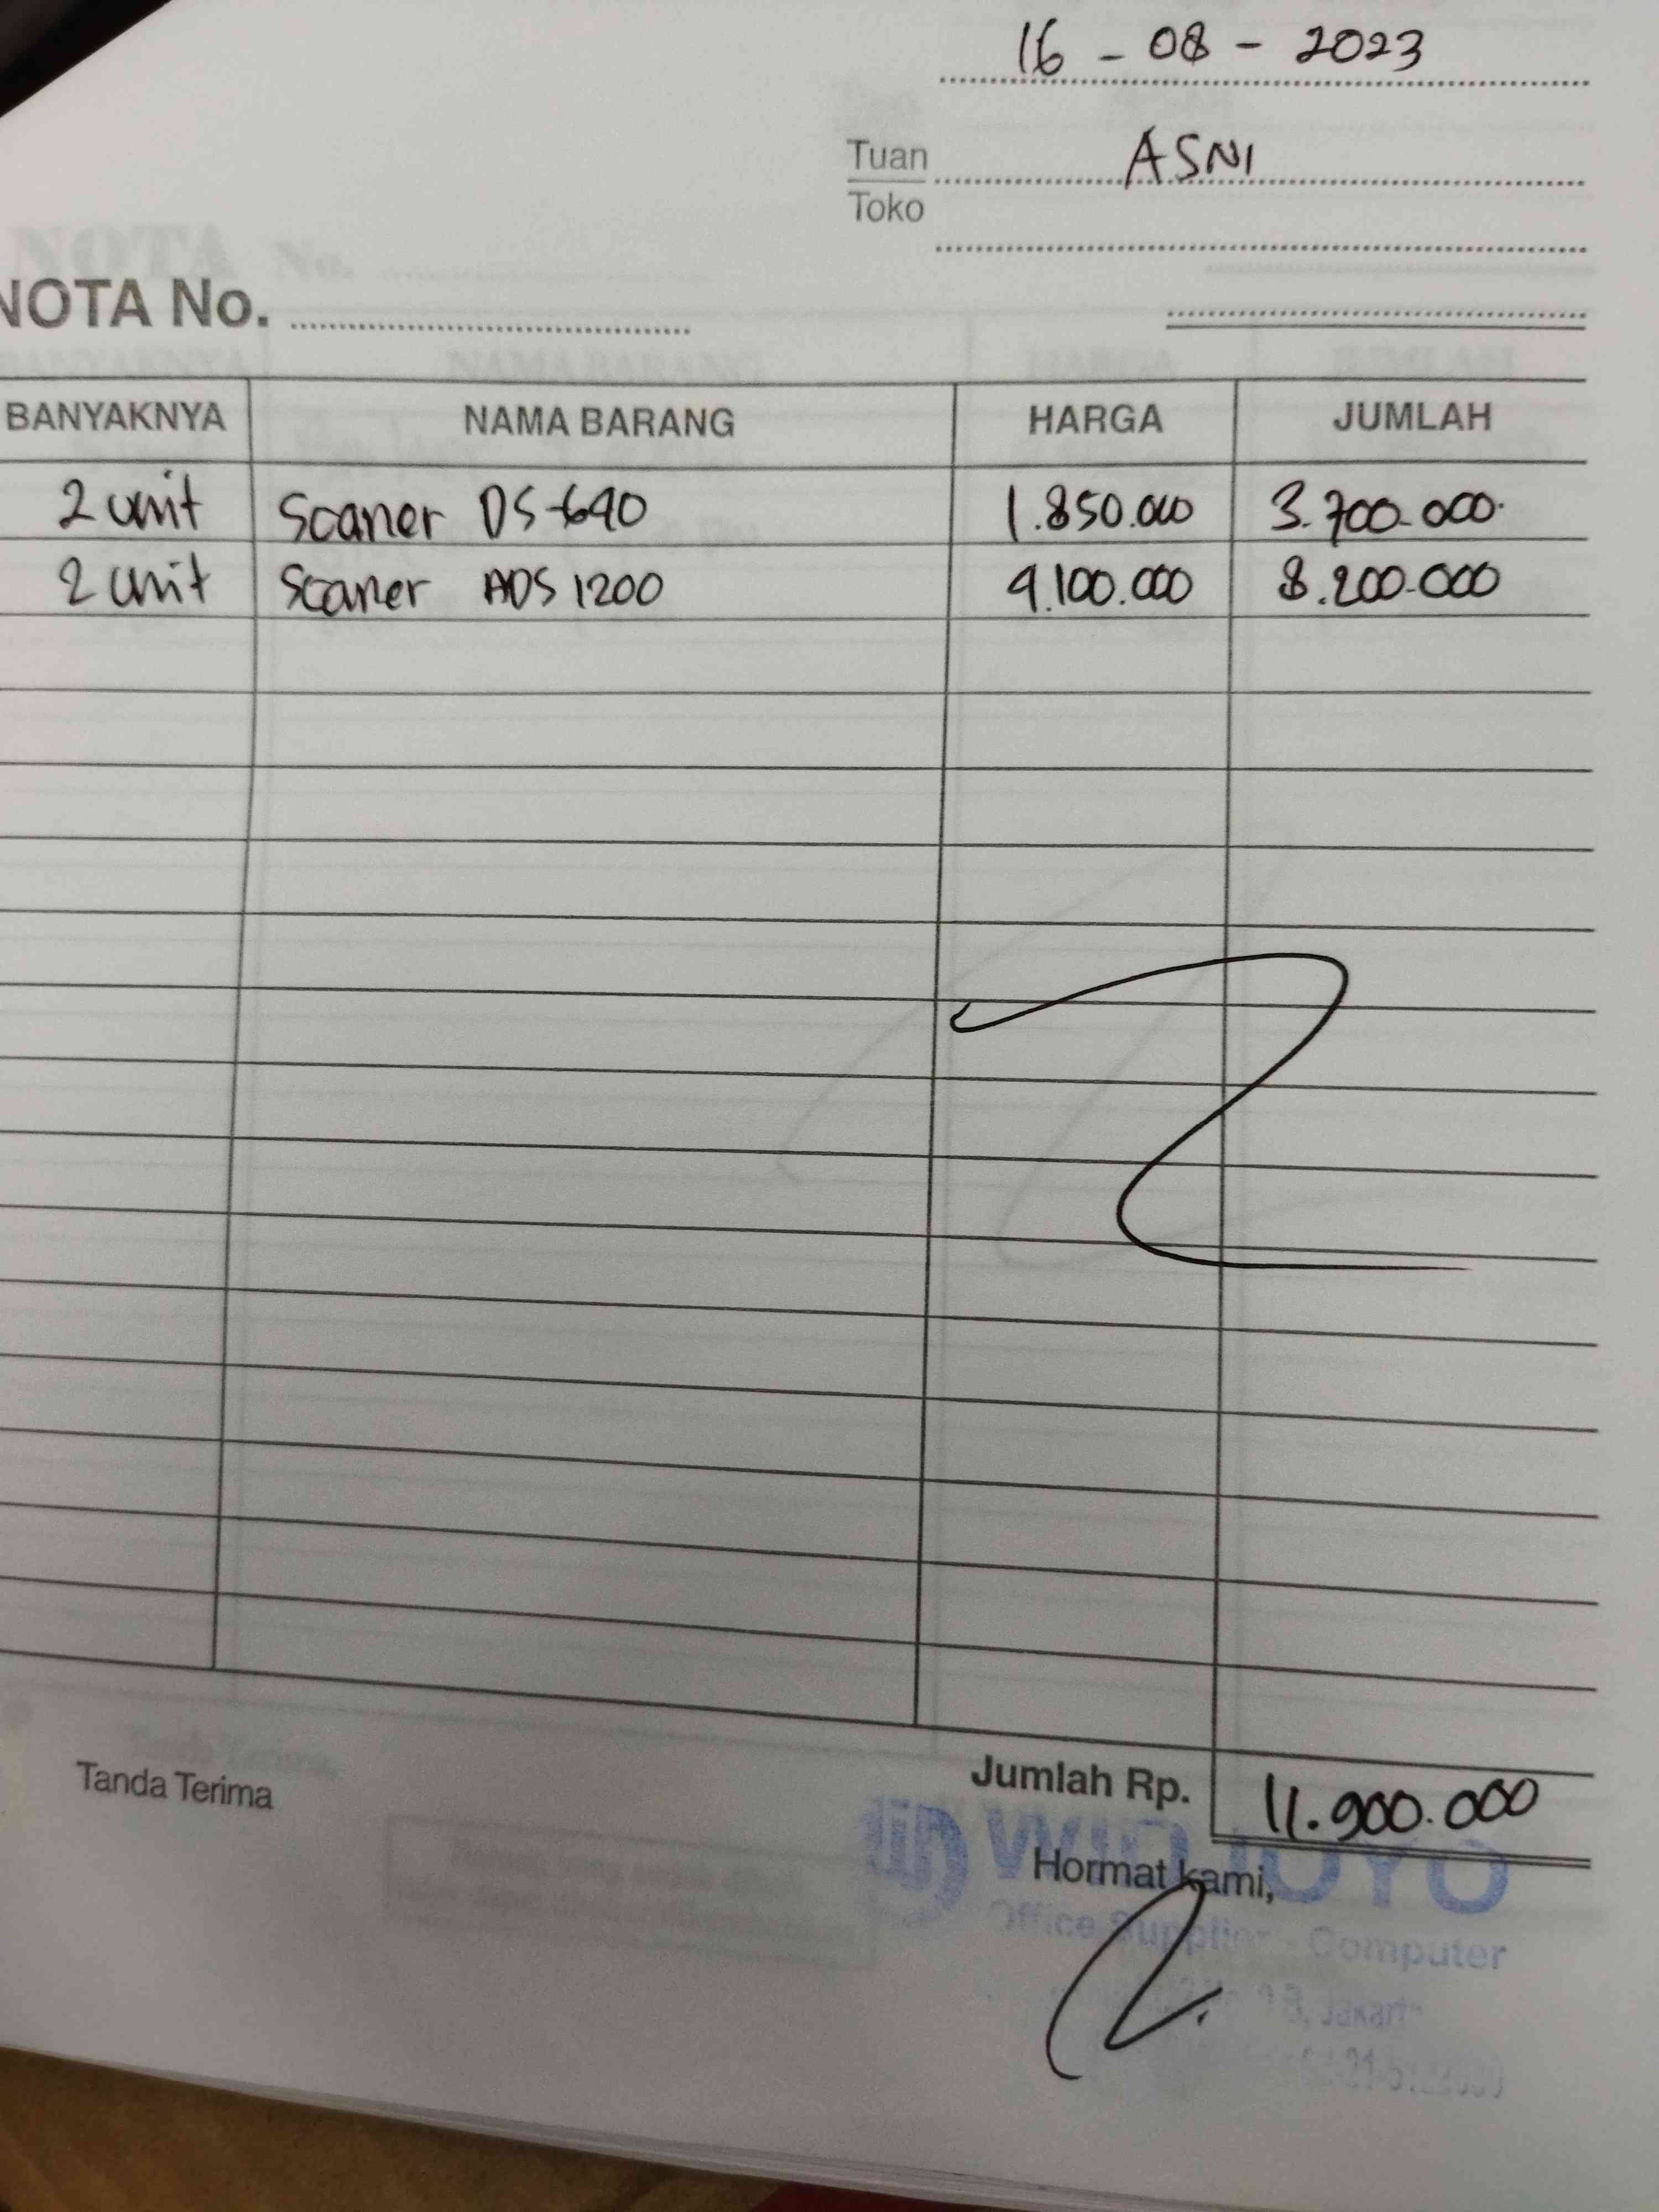 16 - 08 - 2023
Tuan ASNI
Toko
NOTA No.
BANYAKNYA NAMA BARANG HARGA JUMLAH
2 unit Scaner DS-640 1.850.000 3.700.000
2 unit Scaner ADS 1200 4.100.000 8.200.000
Tanda Terima Jumlah Rp. 11.900.000
WIDJOYO
Hormat kami,
Office Supplier - Computer